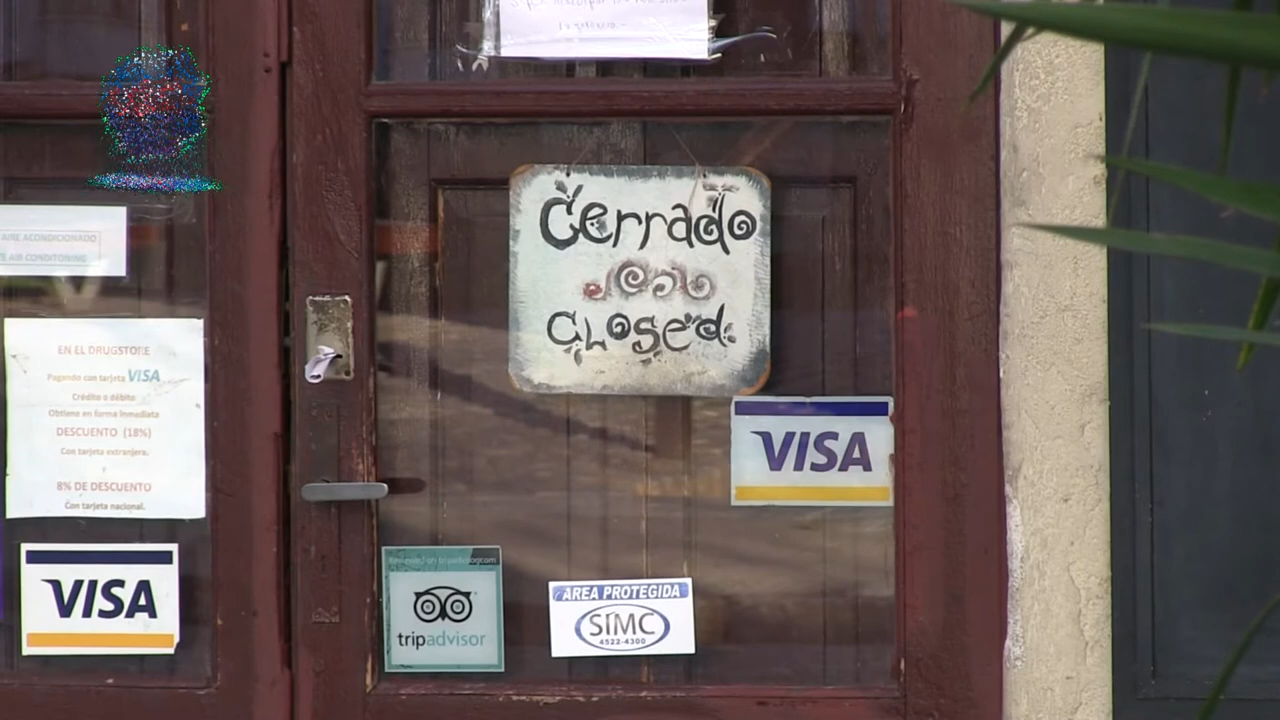 AIRE ACONDICIONADO
AIR CONDITONING
EN EL DRUGSTORE
Pagando con tarjeta VISA
Crédito o débito
Obtiene en forma inmediata
DESCUENTO (18%)
Con tarjeta extranjera.
y
8% DE DESCUENTO
Con tarjeta nacional.
VISA
Cerrado
CLOSED
VISA
tripadvisor
AREA PROTEGIDA
SIMC
4522-4300